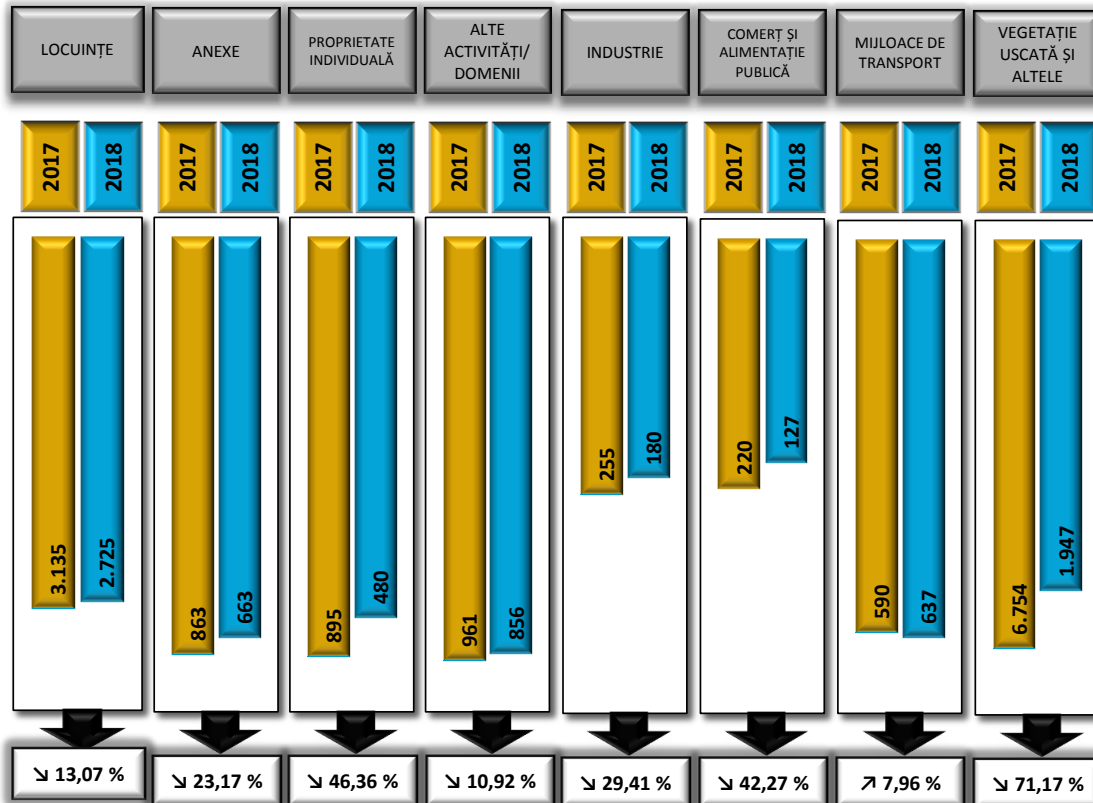 LOCUINȚE
ANEXE
PROPRIETATE
INDIVIDUALĂ
ALTE
ACTIVITĂȚI/
DOMENII
INDUSTRIE
COMERȚ ȘI
ALIMENTAȚIE
PUBLICĂ
MIJLOACE DE
TRANSPORT
VEGETAȚIE
USCATĂ ȘI
ALTELE
2017
2018
2017
2018
2017
2018
2017
2018
2017
2018
2017
2018
2017
2018
2017
2018
3.135
2.725
863
663
895
480
961
856
255
180
220
127
590
637
6.754
1.947
↘ 13,07 %
↘ 23,17 %
↘ 46,36 %
↘ 10,92 %
↘ 29,41 %
↘ 42,27 %
↗ 7,96 %
↘ 71,17 %